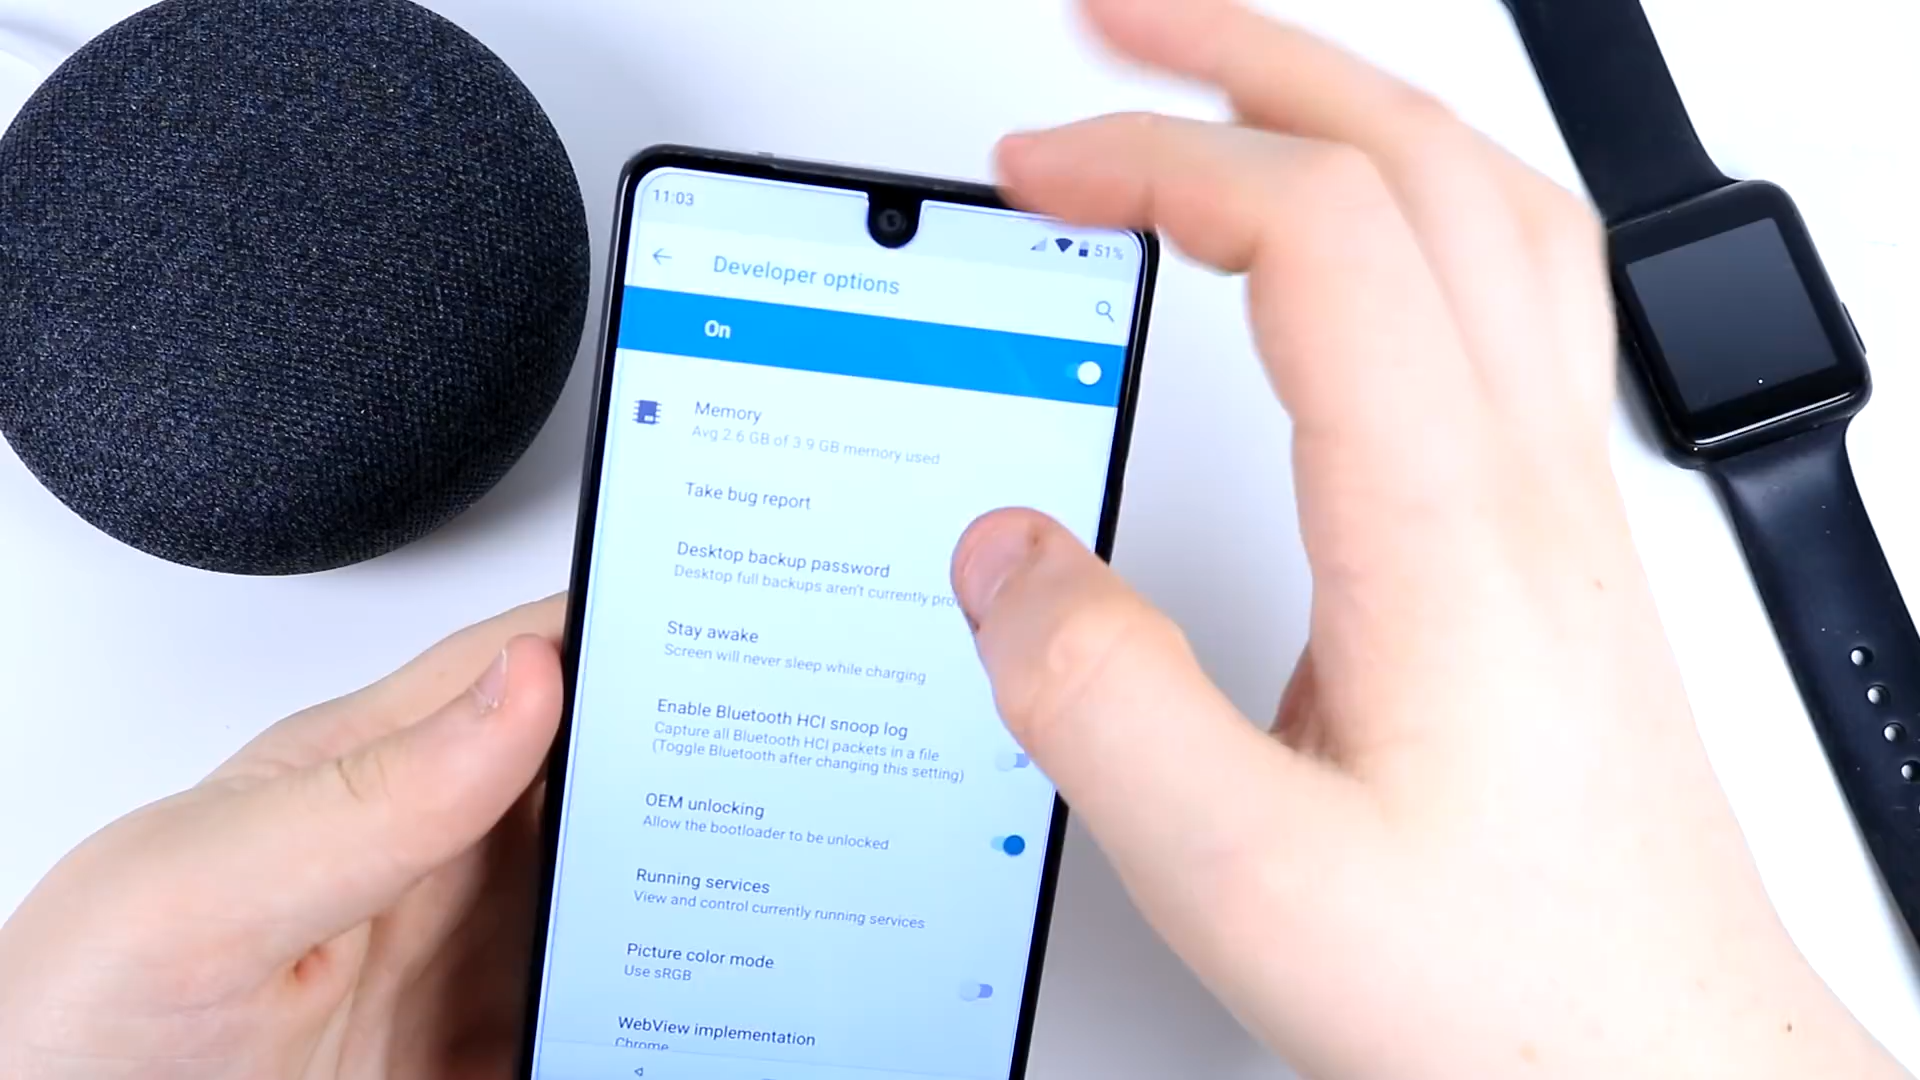 11:03
51%
Developer options
On
Memory
Avg 2.6 GB of 3.9 GB memory used
Take bug report
Desktop backup password
Desktop full backups aren't currently pro
Stay awake
Screen will never sleep while charging
Enable Bluetooth HCI snoop log
Capture all Bluetooth HCI packets in a file
(Toggle Bluetooth after changing this setting)
OEM unlocking
Allow the bootloader to be unlocked
Running services
View and control currently running services
Picture color mode
Use sRGB
WebView implementation
Chrome